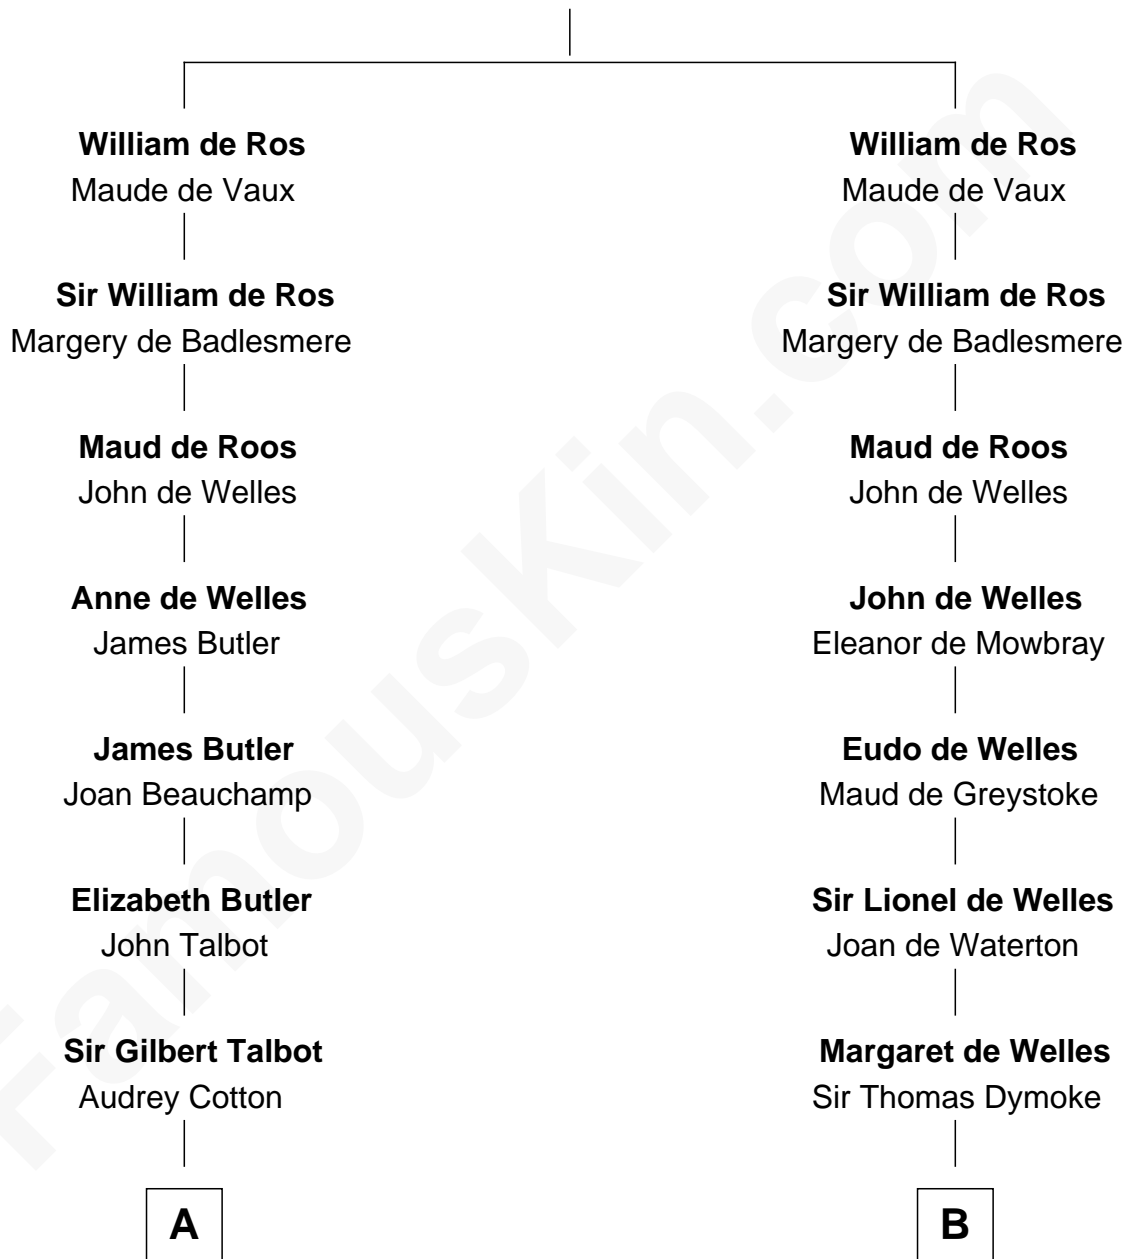 William de Ros
Maude de Vaux
Sir William de Ros
Margery de Badlesmere
Maud de Roos
John de Welles
Anne de Welles
James Butler
James Butler
Joan Beauchamp
Elizabeth Butler
John Talbot
Sir Gilbert Talbot
Audrey Cotton
A
William de Ros
Maude de Vaux
Sir William de Ros
Margery de Badlesmere
Maud de Roos
John de Welles
John de Welles
Eleanor de Mowbray
Eudo de Welles
Maud de Greystoke
Sir Lionel de Welles
Joan de Waterton
Margaret de Welles
Sir Thomas Dymoke
B
FamousKin.com